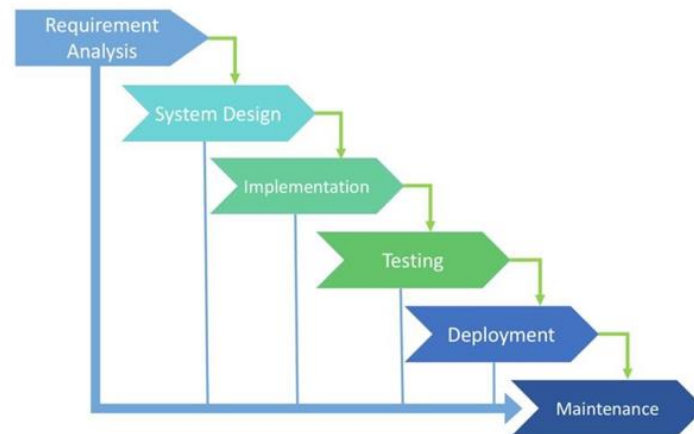 Requirement
Analysis
System Design
Implementation
Testing
Deployment
Maintenance